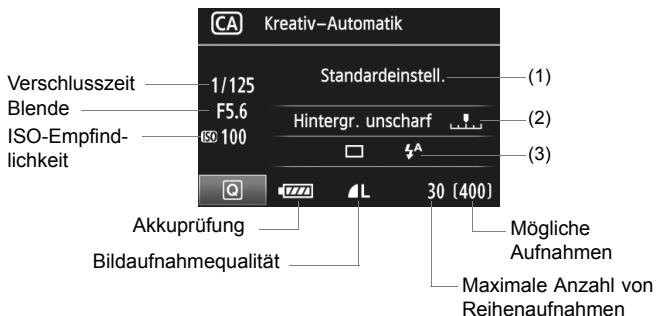 CA Kreativ-Automatik
Verschlusszeit
1/125
Standardeinstell.
(1)
Blende
F5.6
Hintergr. unscharf
(2)
ISO-Empfind-
lichkeit
ISO 100
A
(3)
Q
L
30 [400]
Akkuprüfung
Bildaufnahmequalität
Mögliche
Aufnahmen
Maximale Anzahl von
Reihenaufnahmen